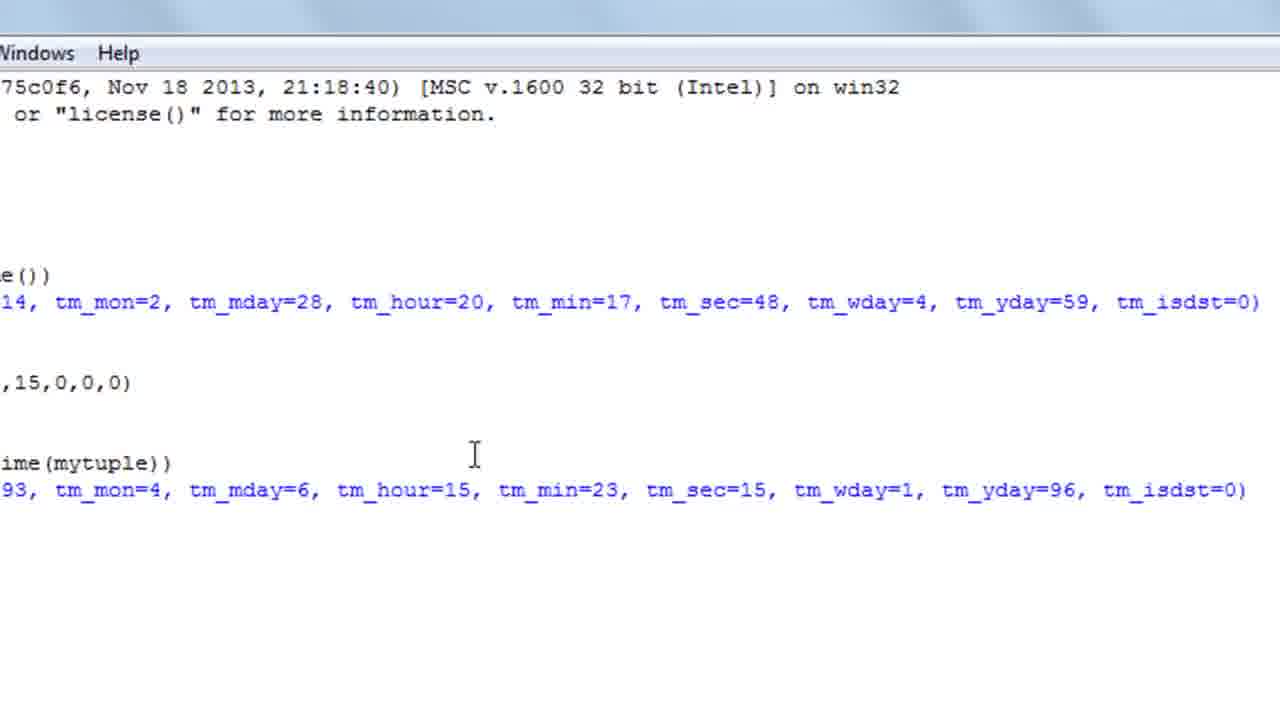 Windows Help
75c0f6, Nov 18 2013, 21:18:40) [MSC v.1600 32 bit (Intel)] on win32
or "license()" for more information.
e())
14, tm_mon=2, tm_mday=28, tm_hour=20, tm_min=17, tm_sec=48, tm_wday=4, tm_yday=59, tm_isdst=0)
,15,0,0,0)
ime(mytuple))
93, tm_mon=4, tm_mday=6, tm_hour=15, tm_min=23, tm_sec=15, tm_wday=1, tm_yday=96, tm_isdst=0)